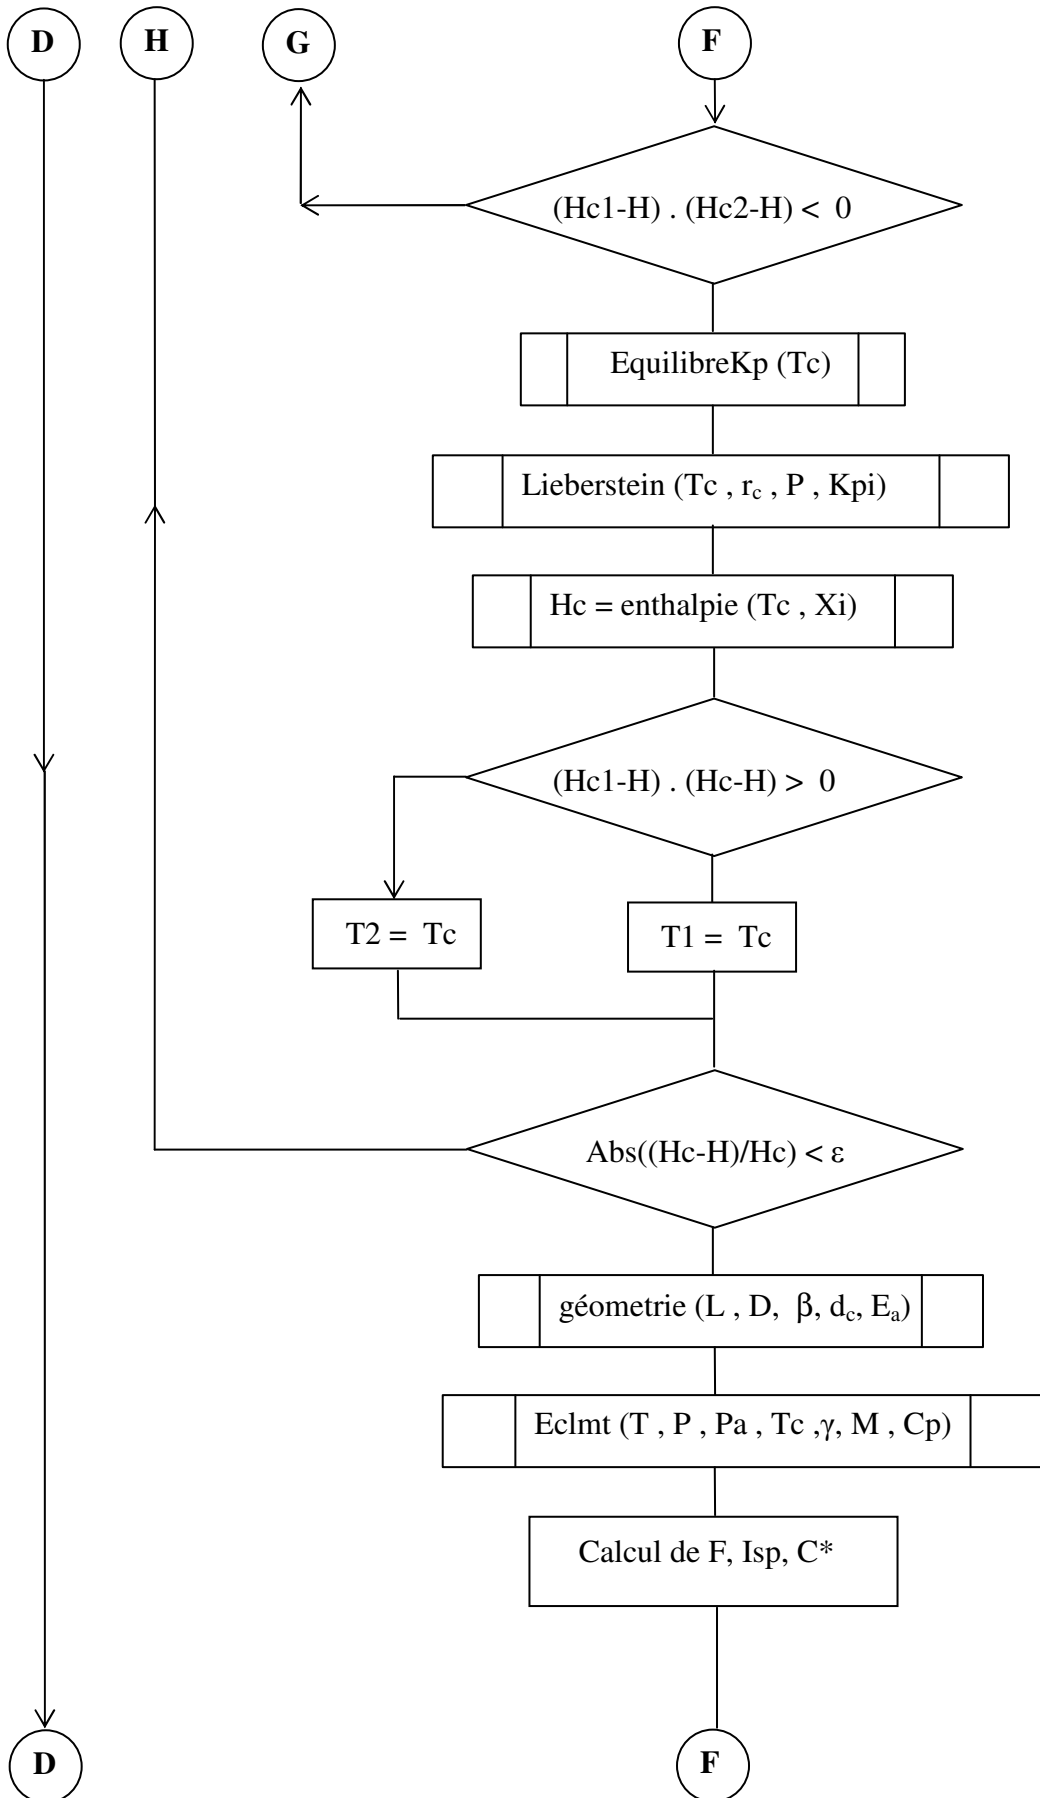 D
H
G
F
(Hc1-H) . (Hc2-H) < 0
EquilibreKp (Tc)
Lieberstein (Tc , rc , P , Kpi)
Hc = enthalpie (Tc , Xi)
(Hc1-H) . (Hc-H) > 0
T2 = Tc
T1 = Tc
Abs((Hc-H)/Hc) < ε
géometrie (L , D, β, dc, Ea)
Eclmt (T , P , Pa , Tc ,γ, M , Cp)
Calcul de F, Isp, C*
D
F